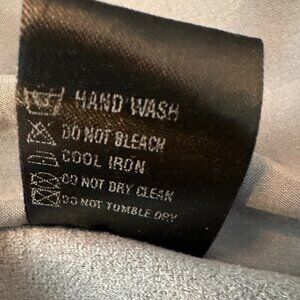 HAND WASH
DO NOT BLEACH
COOL IRON
DO NOT DRY CLEAN
DO NOT TUMBLE DRY